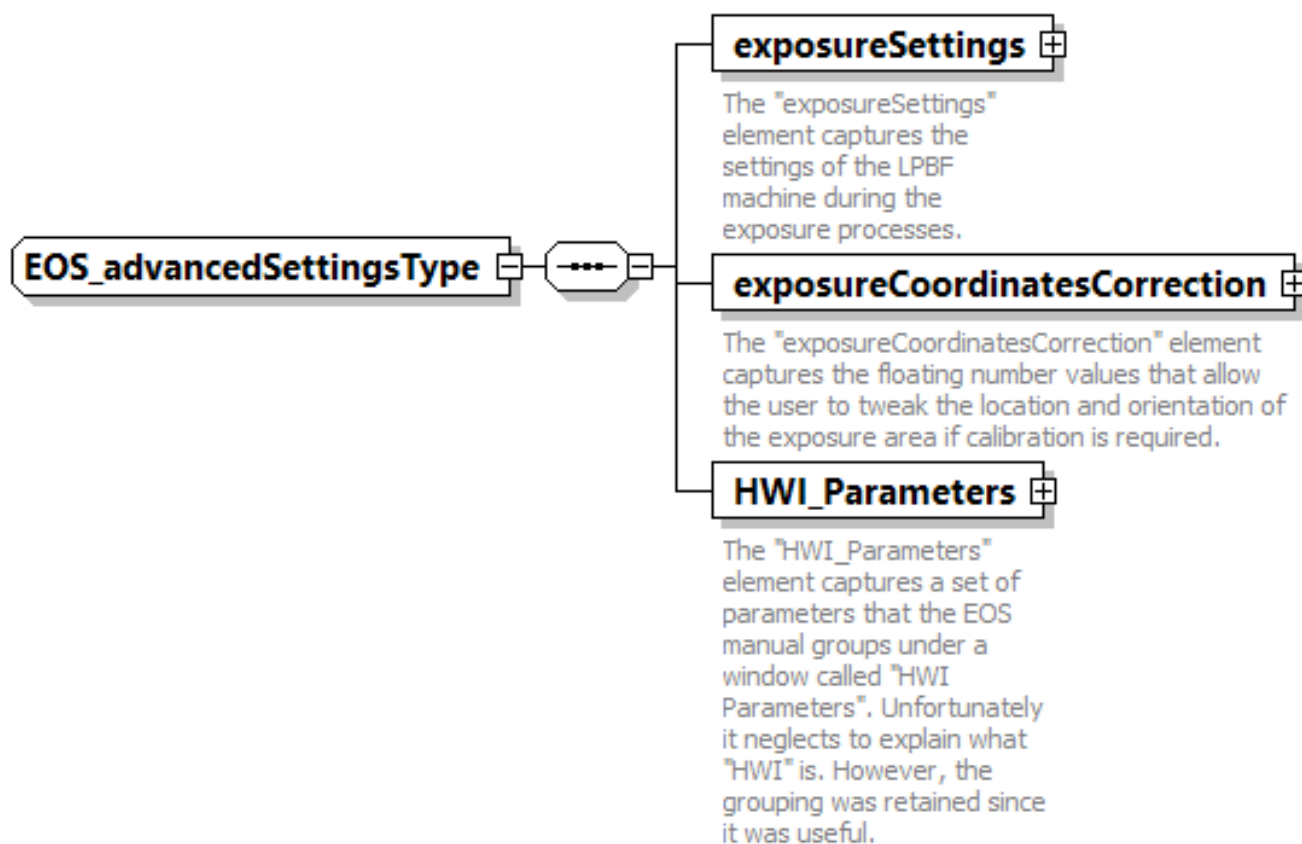 exposureSettings
The "exposureSettings"
element captures the
settings of the LPBF
machine during the
exposure processes.
EOS_advancedSettingsType
exposureCoordinatesCorrection
The "exposureCoordinatesCorrection" element
captures the floating number values that allow
the user to tweak the location and orientation of
the exposure area if calibration is required.
HWI_Parameters
The "HWI_Parameters"
element captures a set of
parameters that the EOS
manual groups under a
window called "HWI
Parameters". Unfortunately
it neglects to explain what
"HWI" is. However, the
grouping was retained since
it was useful.